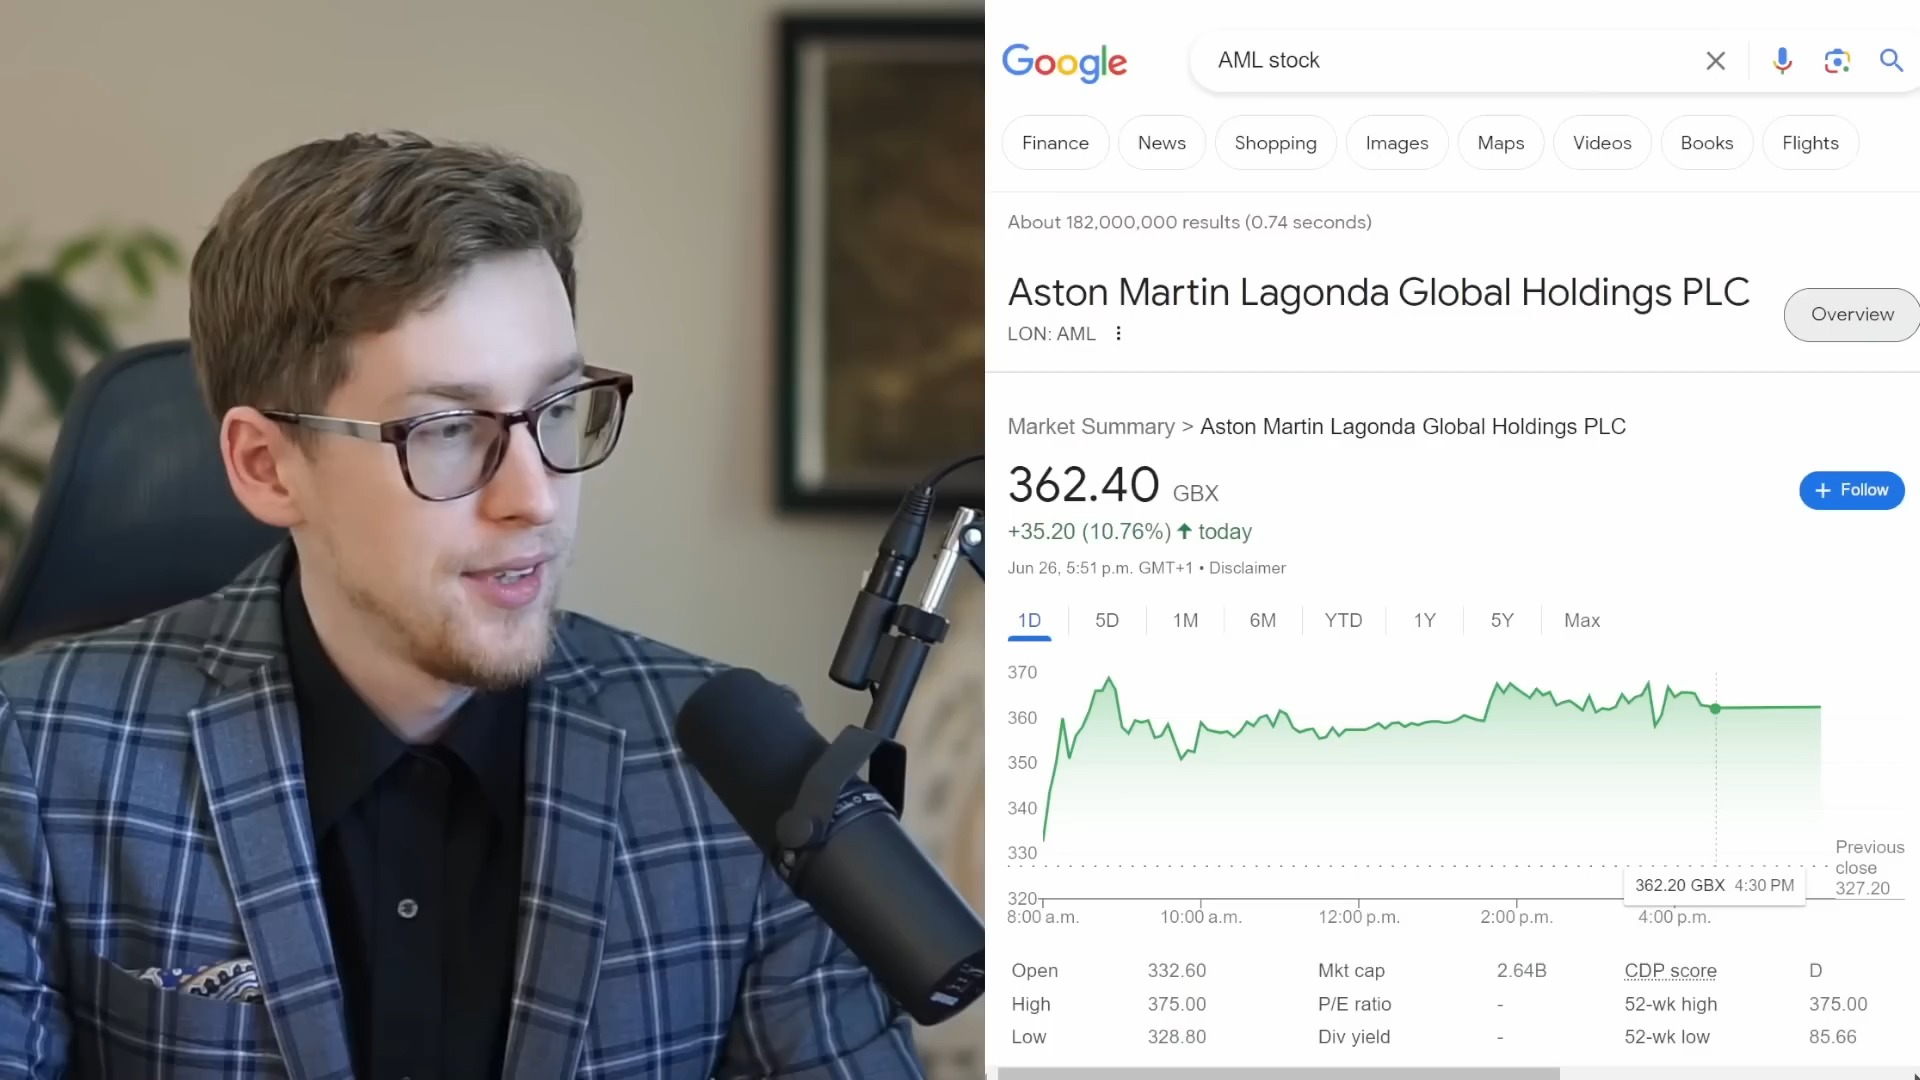 Google
AML stock
Finance
News
Shopping
Images
Maps
Videos
Books
Flights
About 182,000,000 results (0.74 seconds)
Aston Martin Lagonda Global Holdings PLC
LON: AML
Overview
Market Summary > Aston Martin Lagonda Global Holdings PLC
362.40 GBX
+ Follow
+35.20 (10.76%) ↑ today
Jun 26, 5:51 p.m. GMT+1 • Disclaimer
1D 5D 1M 6M YTD 1Y 5Y Max
370
360
350
340
330
320
Previous
close
327.20
362.20 GBX 4:30 PM
8:00 a.m. 10:00 a.m. 12:00 p.m. 2:00 p.m. 4:00 p.m.
Open 332.60 Mkt cap 2.64B CDP score D
High 375.00 P/E ratio - 52-wk high 375.00
Low 328.80 Div yield - 52-wk low 85.66